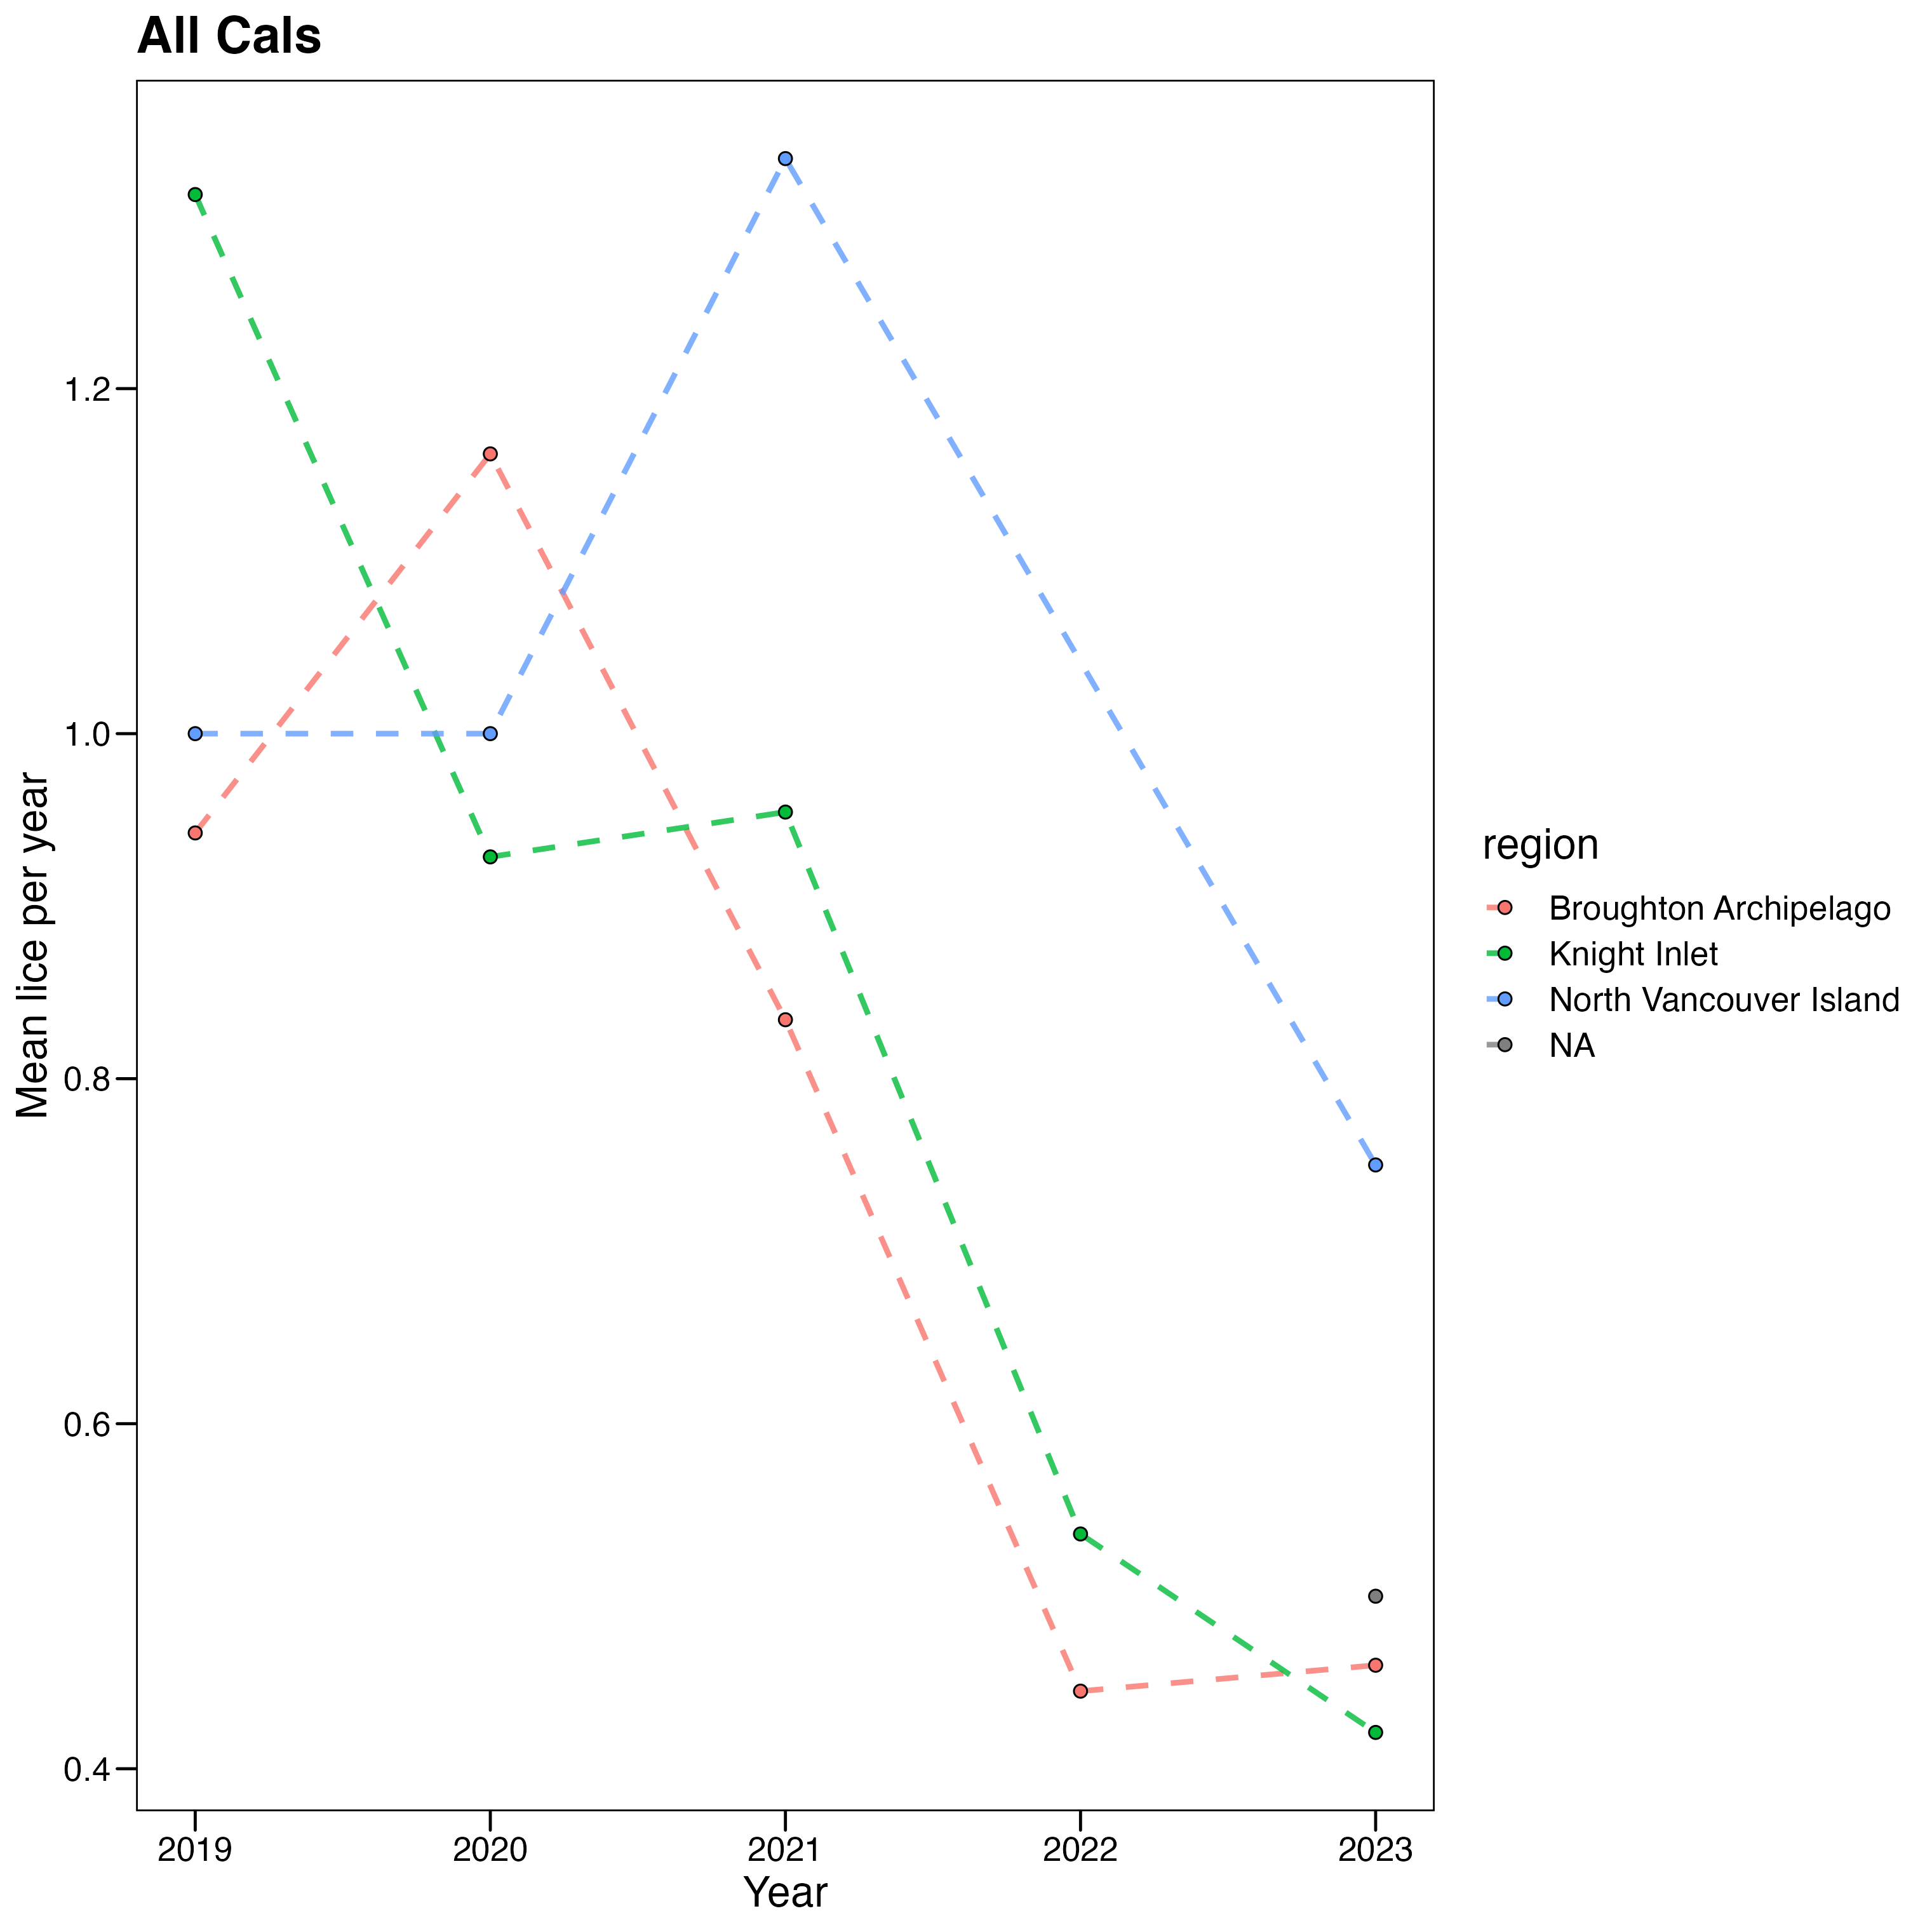 All Cals
1.2
1.0
0.8
0.6
0.4
Mean lice per year
2019 2020 2021 2022 2023
Year
region
Broughton Archipelago
Knight Inlet
North Vancouver Island
NA